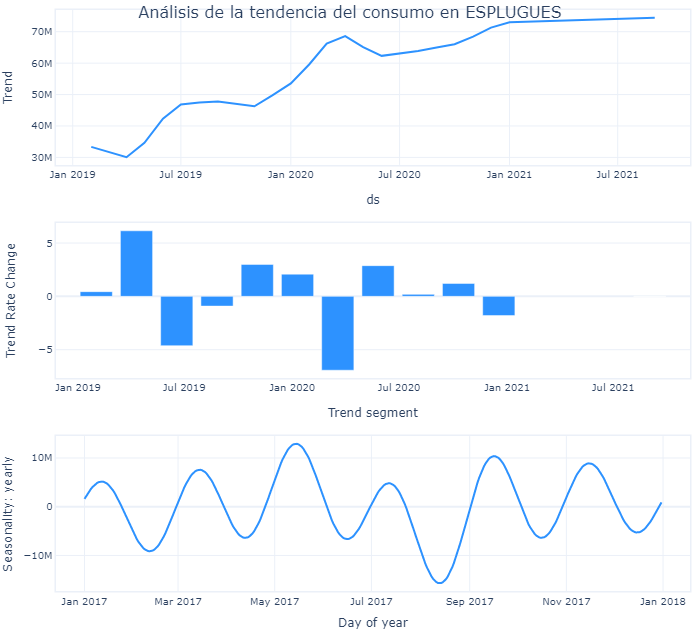 Análisis de la tendencia del consumo en ESPLUGUES
Trend
70M
60M
50M
40M
30M
Jan 2019 Jul 2019 Jan 2020 Jul 2020 Jan 2021 Jul 2021
ds
Trend Rate Change
5
0
−5
Jan 2019 Jul 2019 Jan 2020 Jul 2020 Jan 2021 Jul 2021
Trend segment
Seasonality: yearly
10M
0
−10M
Jan 2017 Mar 2017 May 2017 Jul 2017 Sep 2017 Nov 2017 Jan 2018
Day of year